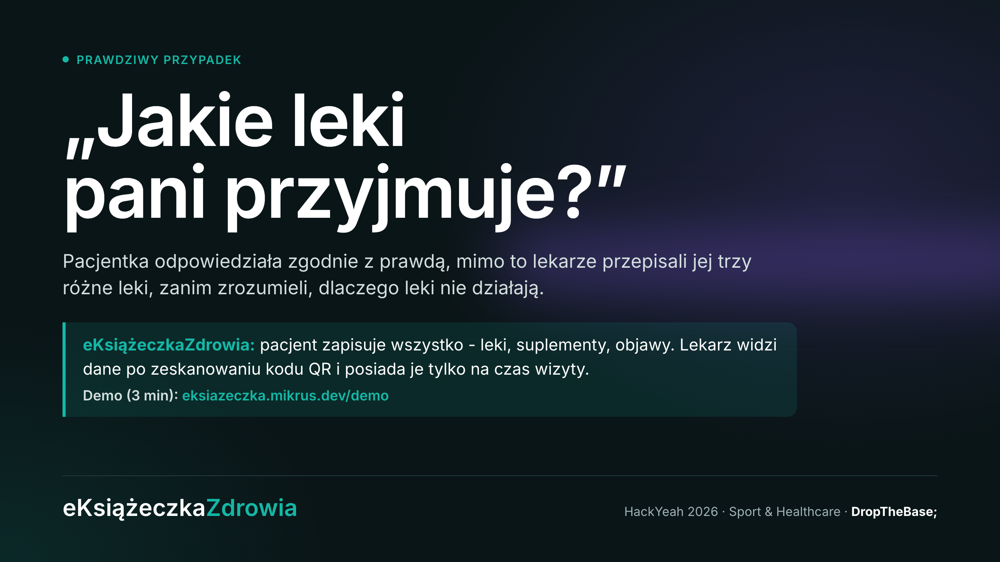 PRAWDZIWY PRZYPADEK
„Jakie leki
pani przyjmuje?”
Pacjentka odpowiedziała zgodnie z prawdą, mimo to lekarze przepisali jej trzy
różne leki, zanim zrozumieli, dlaczego leki nie działają.
eKsiążeczkaZdrowia: pacjent zapisuje wszystko - leki, suplementy, objawy. Lekarz widzi
dane po zeskanowaniu kodu QR i posiada je tylko na czas wizyty.
Demo (3 min): eksiazeczka.mikrus.dev/demo
eKsiążeczkaZdrowia
HackYeah 2026 · Sport & Healthcare · DropTheBase;